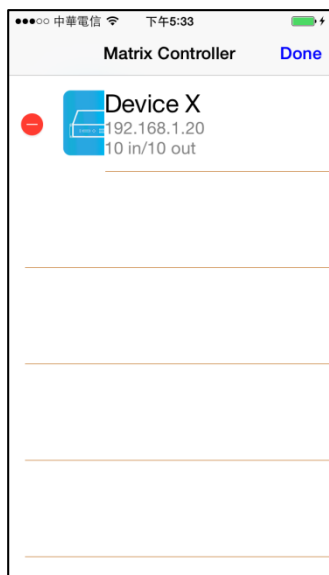 ●●●○○ 中華電信 下午5:33
Matrix Controller Done
Device X
192.168.1.20
10 in/10 out